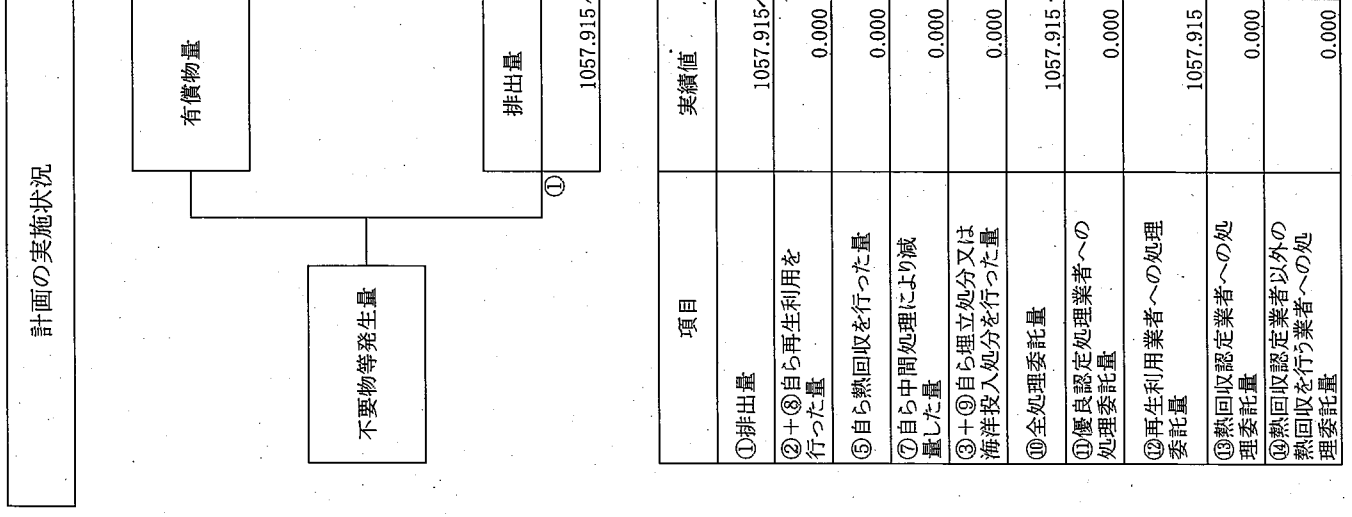 計画の実施状況
有償物量
不要物等発生量
排出量
①
1057.915
項目
実績値
①排出量
1057.915
②+⑧自ら再生利用を
行った量
0.000
⑤自ら熱回収を行った量
0.000
⑦自ら中間処理により減
量した量
0.000
③+⑨自ら埋立処分又は
海洋投入処分を行った量
0.000
⑩全処理委託量
1057.915
⑪優良認定処理業者への
処理委託量
0.000
⑫再生利用業者への処理
委託量
1057.915
⑬熱回収認定業者への処
理委託量
0.000
⑭熱回収認定業者以外の
熱回収を行う業者への処
理委託量
0.000